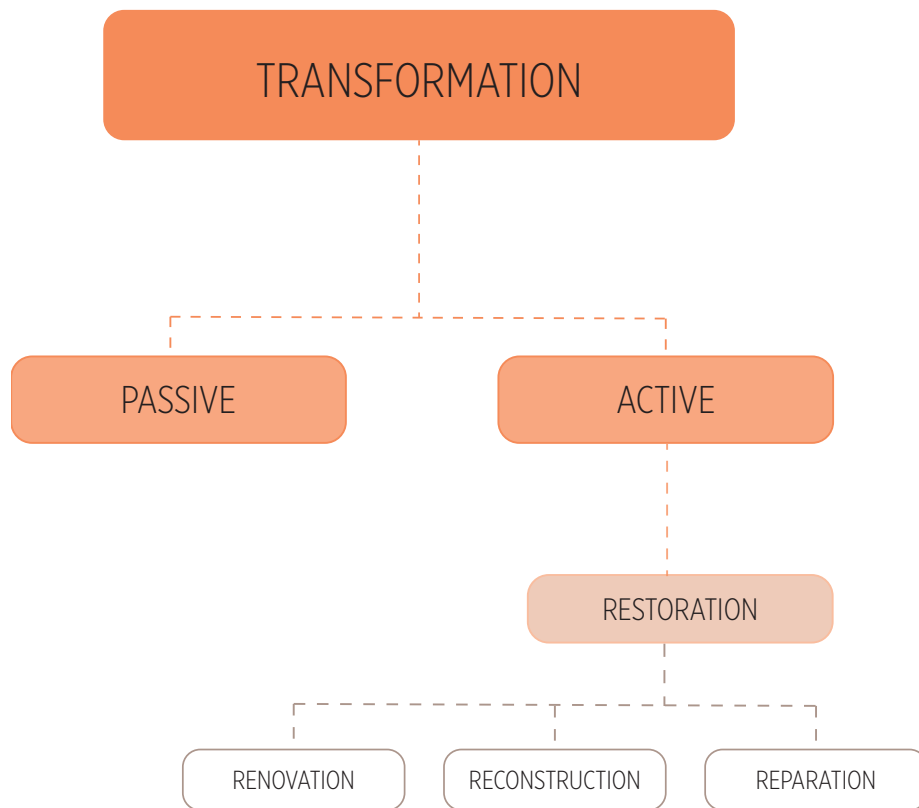 TRANSFORMATION
PASSIVE
ACTIVE
RESTORATION
RENOVATION
RECONSTRUCTION
REPARATION